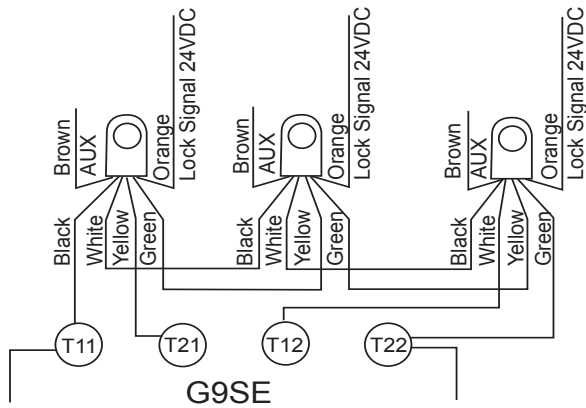 Brown
AUX
Orange
Lock Signal 24VDC
Brown
AUX
Orange
Lock Signal 24VDC
Brown
AUX
Orange
Lock Signal 24VDC
Black
White
Yellow
Green
Black
White
Yellow
Green
Black
White
Yellow
Green
T11
T21
T12
T22
G9SE